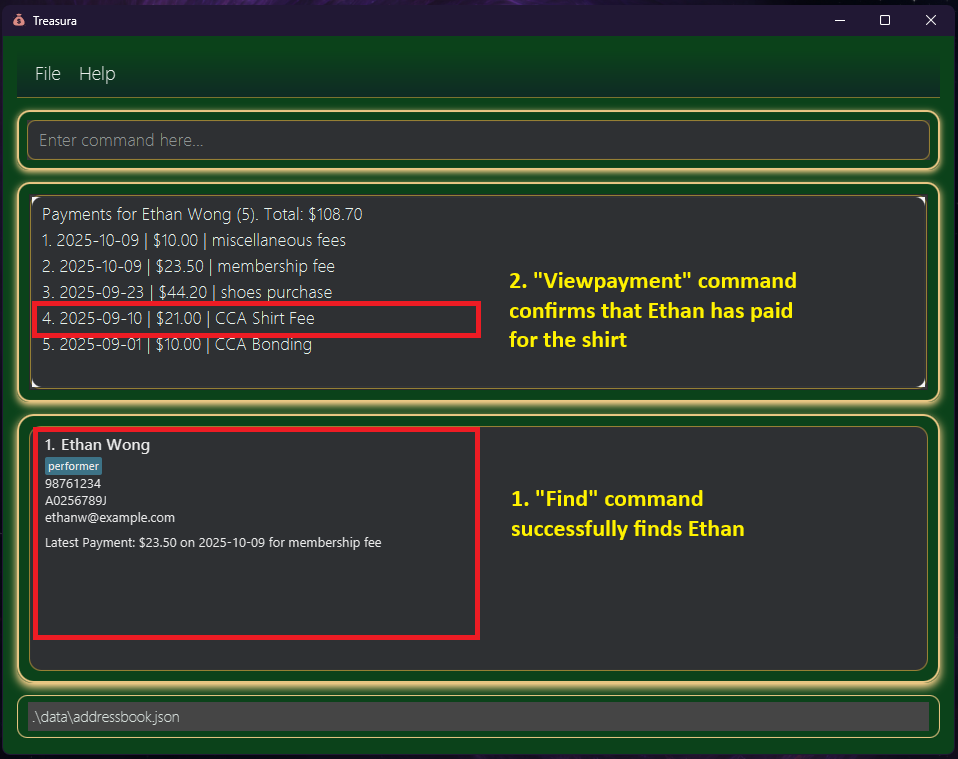 Treasura
File Help
Enter command here...
Payments for Ethan Wong (5). Total: $108.70
1. 2025-10-09 | $10.00 | miscellaneous fees
2. 2025-10-09 | $23.50 | membership fee
3. 2025-09-23 | $44.20 | shoes purchase
4. 2025-09-10 | $21.00 | CCA Shirt Fee
5. 2025-09-01 | $10.00 | CCA Bonding
2. "Viewpayment" command
confirms that Ethan has paid
for the shirt
1. Ethan Wong
performer
98761234
A0256789J
ethanw@example.com
Latest Payment: $23.50 on 2025-10-09 for membership fee
1. "Find" command
successfully finds Ethan
.\data\addressbook.json